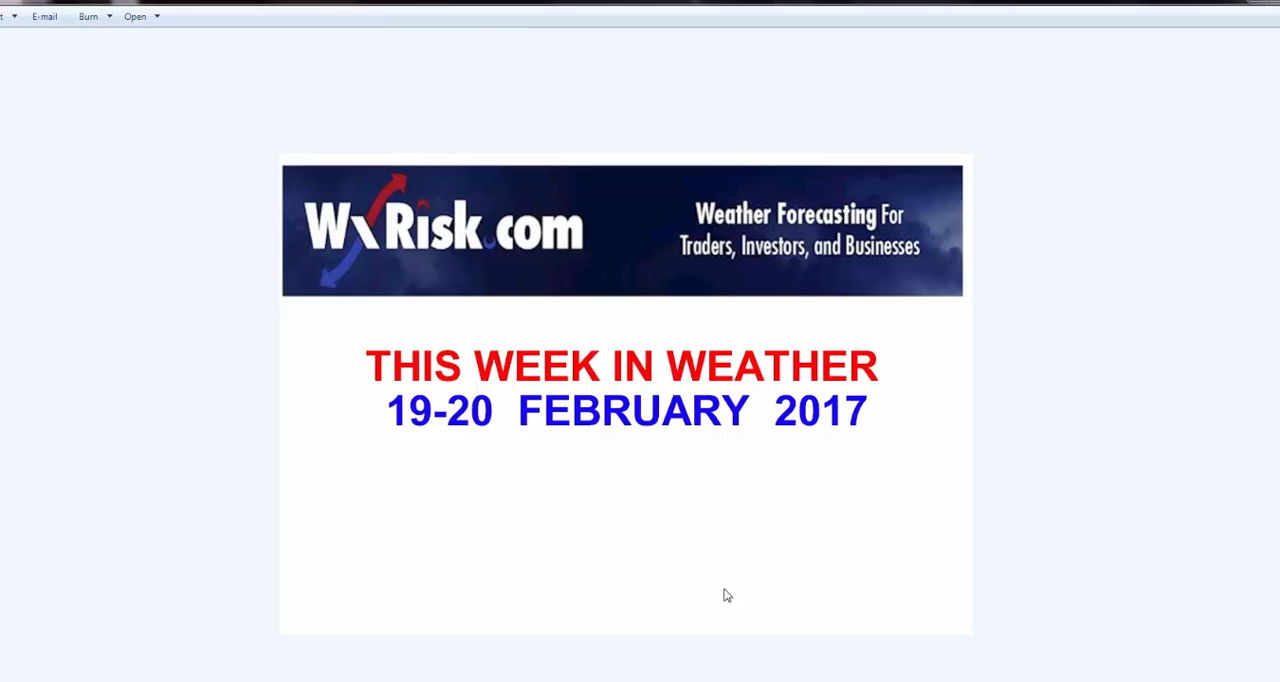 E-mail Burn Open
WxRisk.com
Weather Forecasting For
Traders, Investors, and Businesses
THIS WEEK IN WEATHER
19-20 FEBRUARY 2017